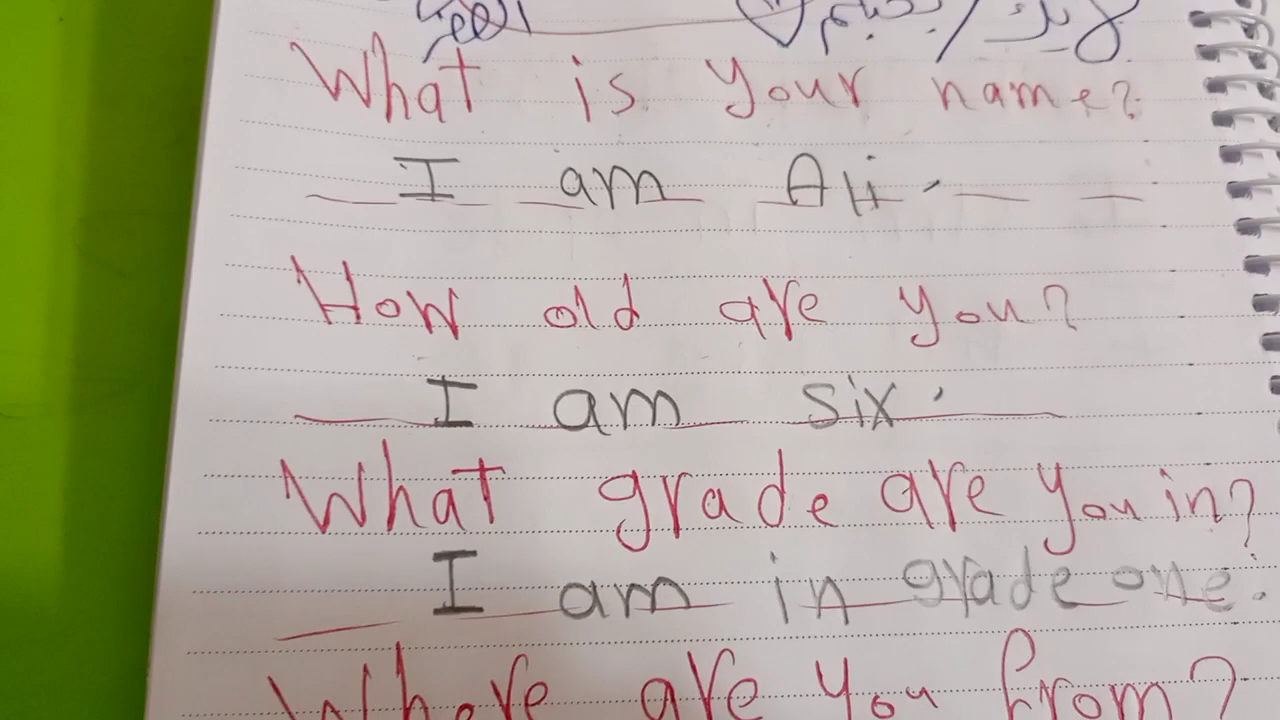 What is your name?
I am Ali.
How old are you?
I am six.
What grade are you in?
I am in grade one.
Where are you from?